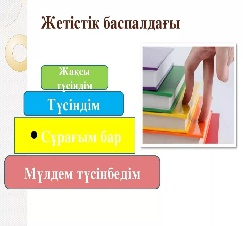 Жетістік баспалдағы
Жақсы
түсіндім
Түсіндім
• Сұрағым бар
Мүлдем түсінбедім